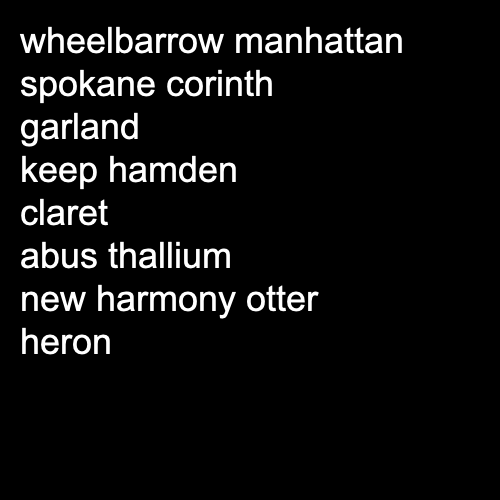 wheelbarrow manhattan
spokane corinth
garland
keep hamden
claret
abus thallium
new harmony otter
heron